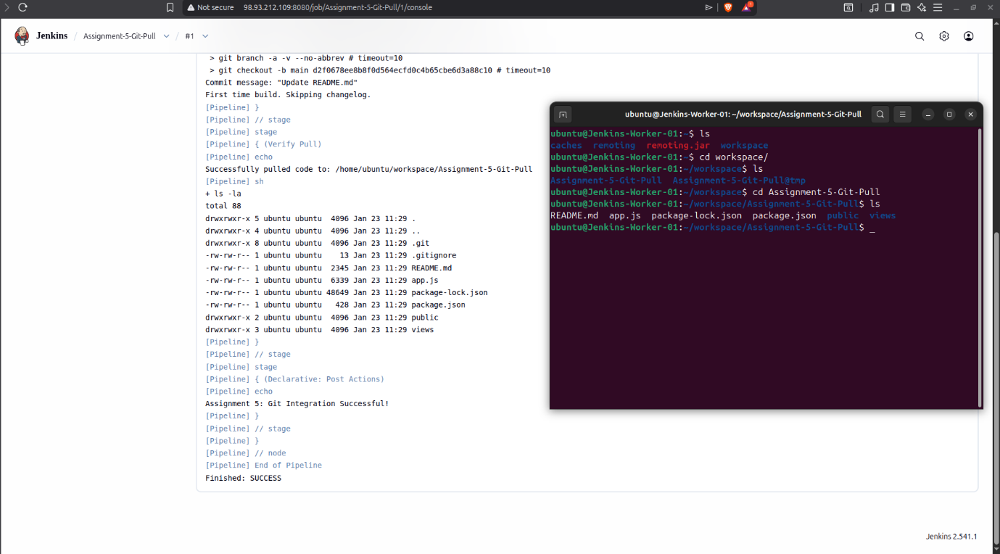 Not secure 98.93.212.109:8080/job/Assignment-5-Git-Pull/1/console
1
Jenkins / Assignment-5-Git-Pull / #1
> git branch -a -v --no-abbrev # timeout=10
> git checkout -b main d2f0678ee8b8f0d564ecfd0c4b65cbe6d3a88c10 # timeout=10
Commit message: "Update README.md"
First time build. Skipping changelog.
[Pipeline] }
[Pipeline] // stage
[Pipeline] stage
[Pipeline] { (Verify Pull)
[Pipeline] echo
Successfully pulled code to: /home/ubuntu/workspace/Assignment-5-Git-Pull
[Pipeline] sh
+ ls -la
total 88
drwxrwxr-x 5 ubuntu ubuntu  4096 Jan 23 11:29 .
drwxrwxr-x 4 ubuntu ubuntu  4096 Jan 23 11:29 ..
drwxrwxr-x 8 ubuntu ubuntu  4096 Jan 23 11:29 .git
-rw-rw-r-- 1 ubuntu ubuntu    13 Jan 23 11:29 .gitignore
-rw-rw-r-- 1 ubuntu ubuntu  2345 Jan 23 11:29 README.md
-rw-rw-r-- 1 ubuntu ubuntu  6339 Jan 23 11:29 app.js
-rw-rw-r-- 1 ubuntu ubuntu 48649 Jan 23 11:29 package-lock.json
-rw-rw-r-- 1 ubuntu ubuntu   428 Jan 23 11:29 package.json
drwxrwxr-x 2 ubuntu ubuntu  4096 Jan 23 11:29 public
drwxrwxr-x 3 ubuntu ubuntu  4096 Jan 23 11:29 views
[Pipeline] }
[Pipeline] // stage
[Pipeline] stage
[Pipeline] { (Declarative: Post Actions)
[Pipeline] echo
Assignment 5: Git Integration Successful!
[Pipeline] }
[Pipeline] // stage
[Pipeline] }
[Pipeline] // node
[Pipeline] End of Pipeline
Finished: SUCCESS
ubuntu@Jenkins-Worker-01: ~/workspace/Assignment-5-Git-Pull
ubuntu@Jenkins-Worker-01:~$ ls
caches  remoting  remoting.jar  workspace
ubuntu@Jenkins-Worker-01:~$ cd workspace/
ubuntu@Jenkins-Worker-01:~/workspace$ ls
Assignment-5-Git-Pull  Assignment-5-Git-Pull@tmp
ubuntu@Jenkins-Worker-01:~/workspace$ cd Assignment-5-Git-Pull
ubuntu@Jenkins-Worker-01:~/workspace/Assignment-5-Git-Pull$ ls
README.md  app.js  package-lock.json  package.json  public  views
ubuntu@Jenkins-Worker-01:~/workspace/Assignment-5-Git-Pull$ _
Jenkins 2.541.1